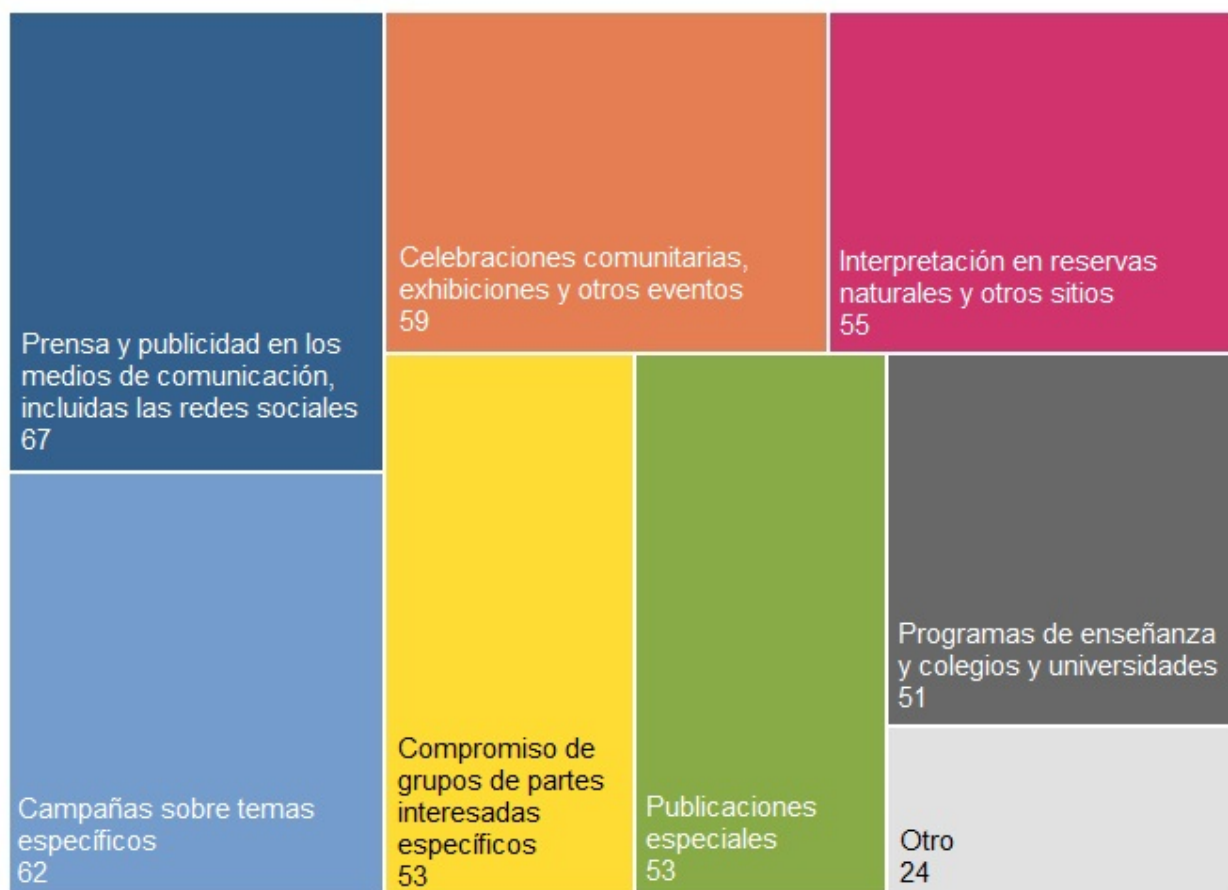 Prensa y publicidad en los
medios de comunicación,
incluidas las redes sociales
67
Celebraciones comunitarias,
exhibiciones y otros eventos
59
Interpretación en reservas
naturales y otros sitios
55
Campañas sobre temas
específicos
62
Compromiso de
grupos de partes
interesadas
específicos
53
Publicaciones
especiales
53
Programas de enseñanza
y colegios y universidades
51
Otro
24